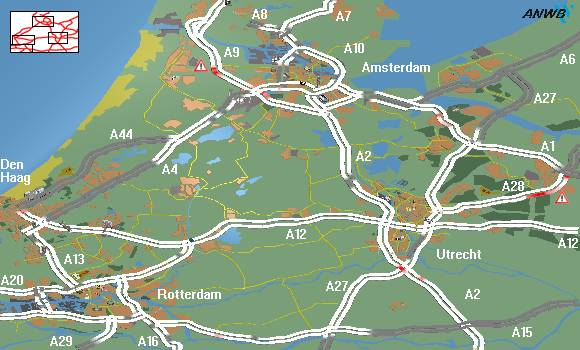 A8
A7
ANWB
A9
A10
A6
Amsterdam
A27
A44
A1
Den
Haag
A4
A2
A28
A12
A12
A13
Utrecht
A20
A27
Rotterdam
A2
A29
A16
A15